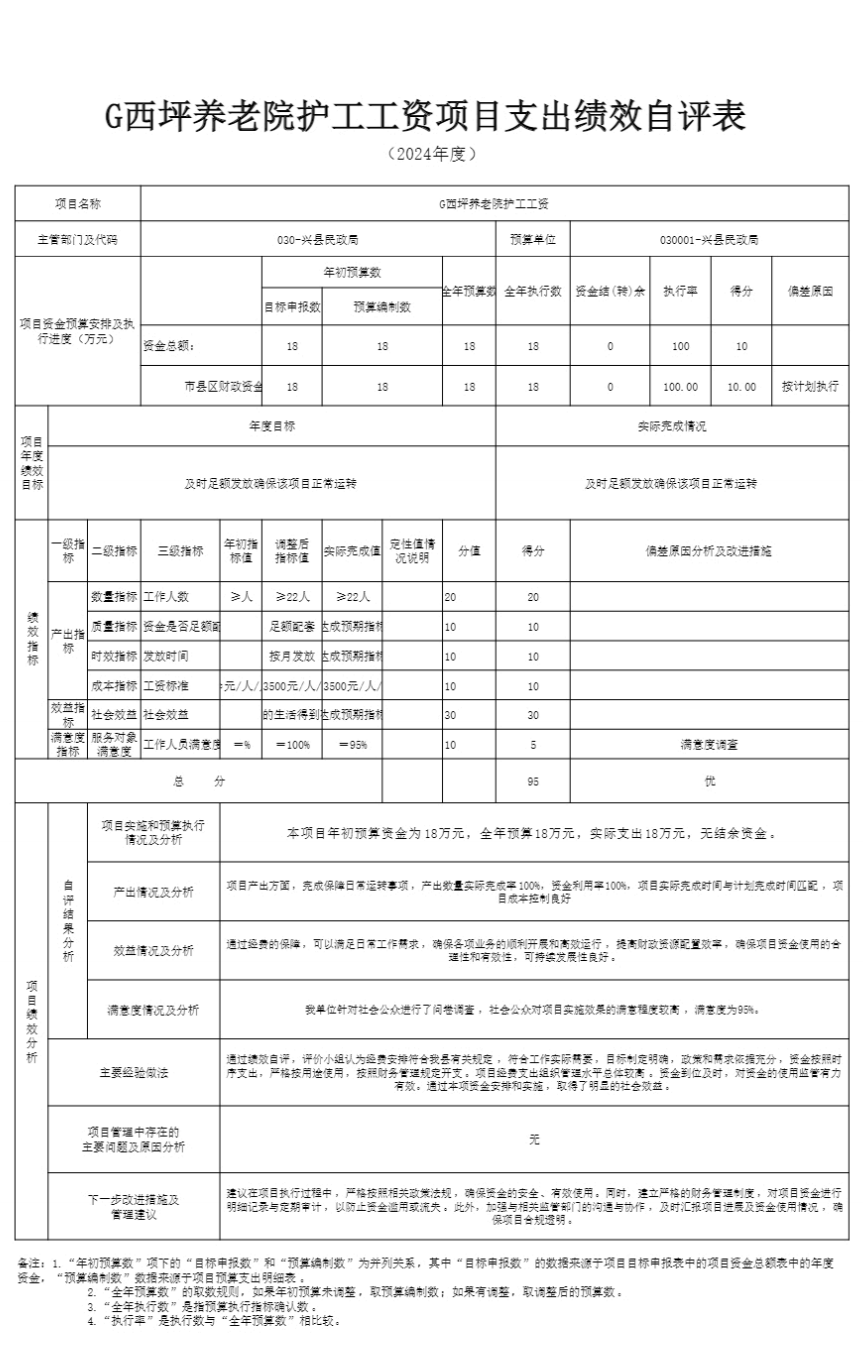 G西坪养老院护工工资项目支出绩效自评表
（2024年度）
项目名称 G西坪养老院护工工资
主管部门及代码 030-兴县民政局 预算单位 030001-兴县民政局
项目资金预算安排及执
行进度（万元）
年初预算数 全年预算数 全年执行数 资金结(转)余 执行率 得分 偏差原因
目标申报数 预算编制数
资金总额： 18 18 18 18 0 100 10
市县区财政资金 18 18 18 18 0 100.00 10.00 按计划执行
项目
年度
绩效
目标
年度目标 实际完成情况
及时足额发放确保该项目正常运转 及时足额发放确保该项目正常运转
绩
效
指
标
一级指
标
二级指标 三级指标
年初指
标值
调整后
指标值
实际完成值
定性值情
况说明
分值 得分 偏差原因分析及改进措施
产出指
标
数量指标 工作人数 ≥人 ≥22人 ≥22人 20 20
质量指标 资金是否足额配 足额配套 达成预期指标 10 10
时效指标 发放时间 按月发放 达成预期指标 10 10
成本指标 工资标准 元/人/ 3500元/人/ 3500元/人/ 10 10
效益指
标
社会效益 社会效益 的生活得到 达成预期指标 30 30
满意度
指标
服务对象
满意度
工作人员满意度 ＝% ＝100% ＝95% 10 5 满意度调查
总 分 95 优
项
目
绩
效
分
析
自
评
结
果
分
析
项目实施和预算执行
情况及分析
本项目年初预算资金为18万元，全年预算18万元，实际支出18万元，无结余资金。
产出情况及分析
项目产出方面，完成保障日常运转事项，产出数量实际完成率100%，资金利用率100%，项目实际完成时间与计划完成时间匹配，项
目成本控制良好
效益情况及分析
通过经费的保障，可以满足日常工作需求，确保各项业务的顺利开展和高效运行，提高财政资源配置效率，确保项目资金使用的合
理性和有效性，可持续发展性良好。
满意度情况及分析
我单位针对社会公众进行了问卷调查，社会公众对项目实施效果的满意程度较高，满意度为95%。
主要经验做法
通过绩效自评，评价小组认为经费安排符合我县有关规定，符合工作实际需要，目标制定明确，政策和需求依据充分，资金按照时
序支出，严格按用途使用，按照财务管理规定开支。项目经费支出组织管理水平总体较高。资金到位及时，对资金的使用监管有力
有效。通过本项资金安排和实施，取得了明显的社会效益。
项目管理中存在的
主要问题及原因分析
无
下一步改进措施及
管理建议
建议在项目执行过程中，严格按照相关政策法规，确保资金的安全、有效使用。同时，建立严格的财务管理制度，对项目资金进行
明细记录与定期审计，以防止资金滥用或流失。此外，加强与相关监管部门的沟通与协作，及时汇报项目进展及资金使用情况，确
保项目合规透明。
备注：1.“年初预算数”项下的“目标申报数”和“预算编制数”为并列关系，其中“目标申报数”的数据来源于项目目标申报表中的项目资金总额表中的年度
资金，“预算编制数”数据来源于项目预算支出明细表。
2.“全年预算数”的取数规则，如果年初预算未调整，取预算编制数；如果有调整，取调整后的预算数。
3.“全年执行数”是指预算执行指标确认数。
4.“执行率”是执行数与“全年预算数”相比较。